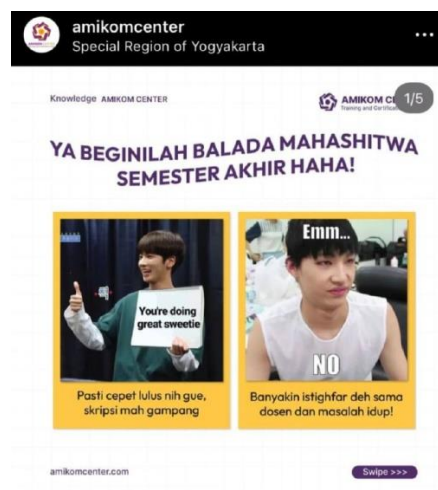 amikomcenter
Special Region of Yogyakarta
Knowledge AMIKOM CENTER
AMIKOM
1/5
YA BEGINILAH BALADA MAHASHITWA
SEMESTER AKHIR HAHA!
You're doing
great sweetie
Emm...
NO
Pasti cepet lulus nih gue,
skripsi mah gampang
Banyakin istighfar deh sama
dosen dan masalah idup!
amikomcenter.com
Swipe >>>